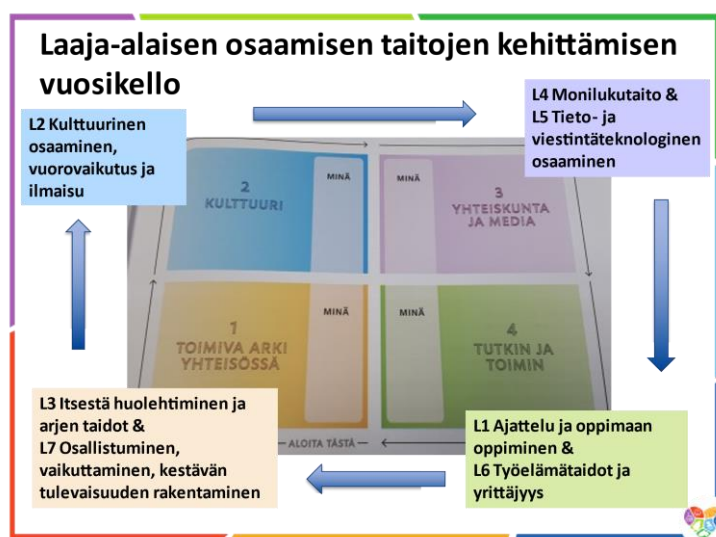 Laaja-alaisen osaamisen taitojen kehittämisen
vuosikello
L2 Kulttuurinen
osaaminen,
vuorovaikutus ja
ilmaisu
L4 Monilukutaito &
L5 Tieto- ja
viestintäteknologinen
osaaminen
2
KULTTUURI
MINÄ
MINÄ
3
YHTEISKUNTA
JA MEDIA
1
TOIMIVA ARKI
YHTEISÖSSÄ
MINÄ
MINÄ
4
TUTKIN JA
TOIMIN
L3 Itsestä huolehtiminen ja
arjen taidot &
L7 Osallistuminen,
vaikuttaminen, kestävän
tulevaisuuden rakentaminen
ALOITA TÄSTÄ
L1 Ajattelu ja oppimaan
oppiminen &
L6 Työelämätaidot ja
yrittäjyys